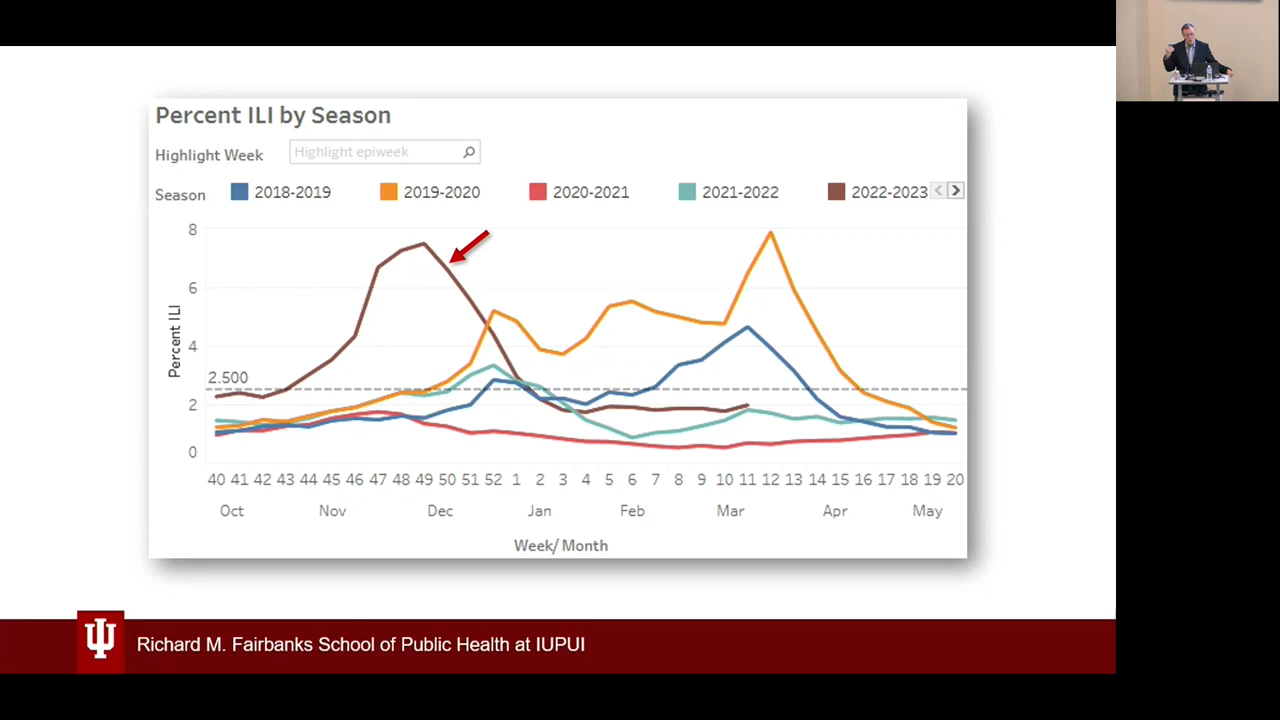 Percent ILI by Season
Highlight Week Highlight epiweek
Season 2018-2019 2019-2020 2020-2021 2021-2022 2022-2023 < >
8
6
4
2.500
2
0
Percent ILI
40 41 42 43 44 45 46 47 48 49 50 51 52 1 2 3 4 5 6 7 8 9 10 11 12 13 14 15 16 17 18 19 20
Oct Nov Dec Jan Feb Mar Apr May
Week/ Month
Richard M. Fairbanks School of Public Health at IUPUI